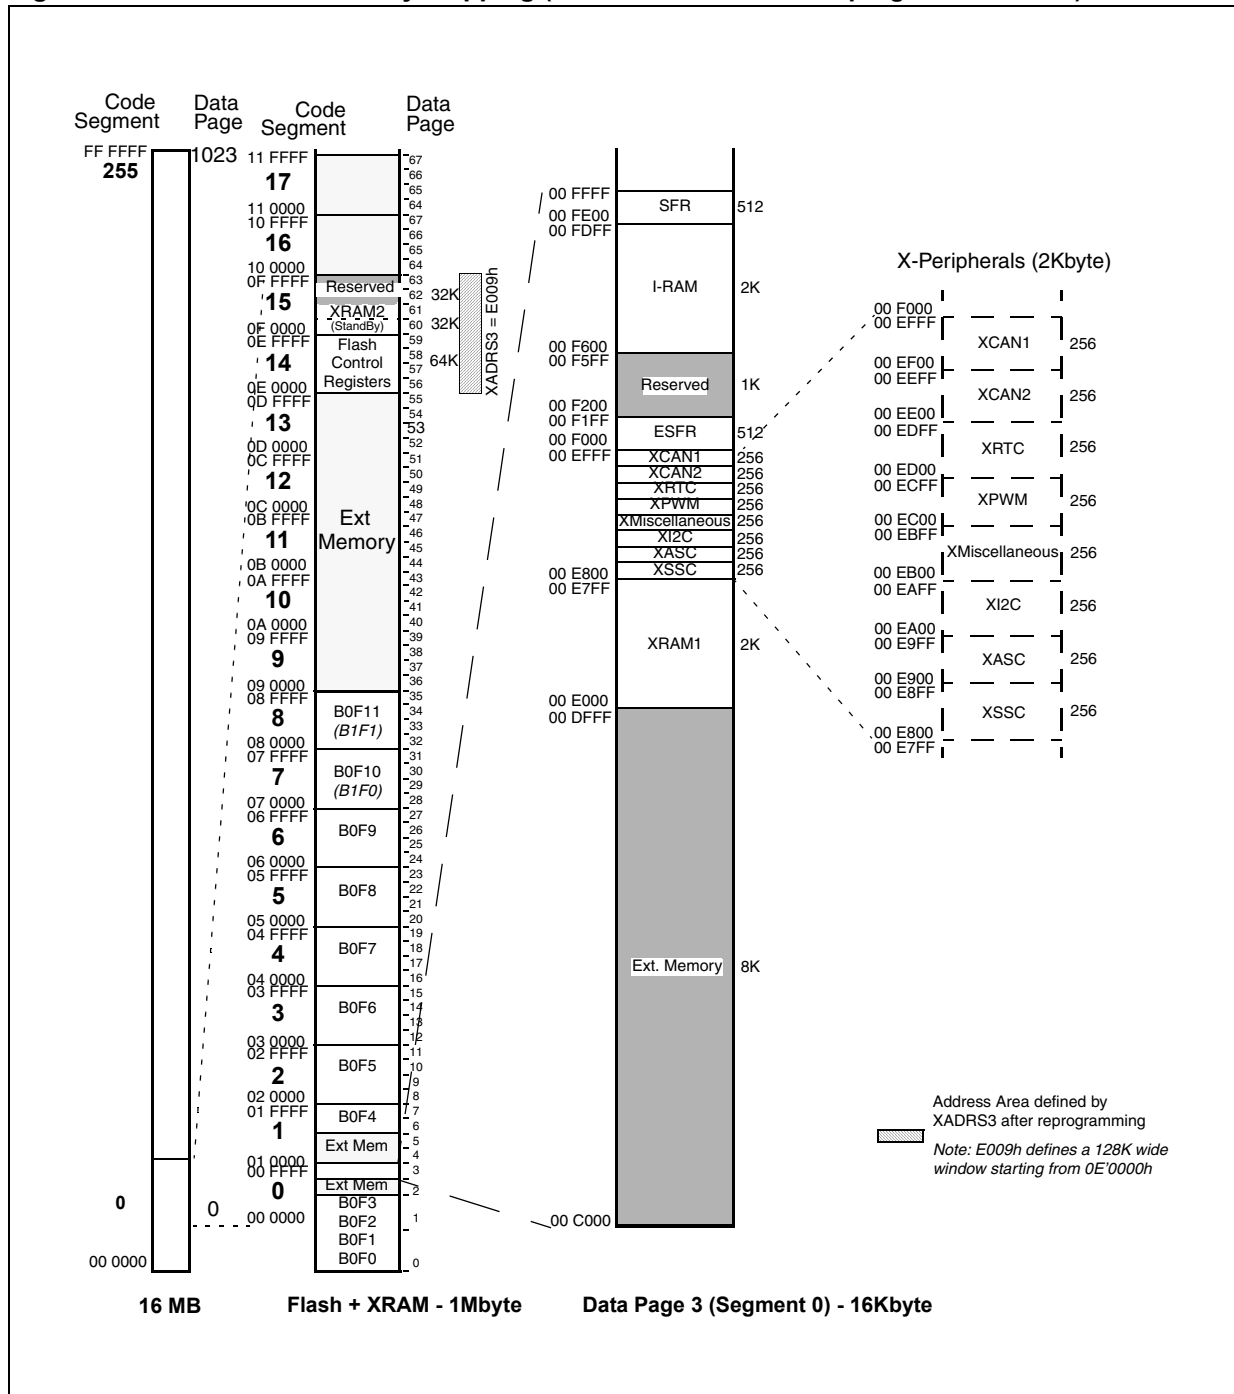 Code Segment
Data Page
Code Segment
Data Page
FF FFFF
255
1023
0
0
00 0000
16 MB
11 FFFF
17
11 0000
10 FFFF
16
10 0000
0F FFFF
15
0F 0000
0E FFFF
14
0E 0000
0D FFFF
13
0D 0000
0C FFFF
12
0C 0000
0B FFFF
11
0B 0000
0A FFFF
10
0A 0000
09 FFFF
9
09 0000
08 FFFF
8
08 0000
07 FFFF
7
07 0000
06 FFFF
6
06 0000
05 FFFF
5
05 0000
04 FFFF
4
04 0000
03 FFFF
3
03 0000
02 FFFF
2
02 0000
01 FFFF
1
01 0000
00 FFFF
0
00 0000
Reserved
XRAM2
(StandBy)
Flash
Control
Registers
Ext
Memory
B0F11
(B1F1)
B0F10
(B1F0)
B0F9
B0F8
B0F7
B0F6
B0F5
B0F4
Ext Mem
Ext Mem
B0F3
B0F2
B0F1
B0F0
67
66
65
64
67
66
65
64
63
62
61
60
59
58
57
56
55
54
53
52
51
50
49
48
47
46
45
44
43
42
41
40
39
38
37
36
35
34
33
32
31
30
29
28
27
26
25
24
23
22
21
20
19
18
17
16
15
14
13
12
11
10
9
8
7
6
5
4
3
2
1
0
32K
32K
64K
XADRS3 = E009h
Flash + XRAM - 1Mbyte
00 FFFF
SFR
512
00 FE00
00 FDFF
I-RAM
2K
00 F600
00 F5FF
Reserved
1K
00 F200
00 F1FF
ESFR
512
00 F000
00 EFFF
XCAN1
256
XCAN2
256
XRTC
256
XPWM
256
XMiscellaneous
256
XI2C
256
XASC
256
XSSC
256
00 E800
00 E7FF
XRAM1
2K
00 E000
00 DFFF
Ext. Memory
8K
00 C000
Data Page 3 (Segment 0) - 16Kbyte
X-Peripherals (2Kbyte)
00 F000
00 EFFF
XCAN1
256
00 EF00
00 EEFF
XCAN2
256
00 EE00
00 EDFF
XRTC
256
00 ED00
00 ECFF
XPWM
256
00 EC00
00 EBFF
XMiscellaneous
256
00 EB00
00 EAFF
XI2C
256
00 EA00
00 E9FF
XASC
256
00 E900
00 E8FF
XSSC
256
00 E800
00 E7FF
Address Area defined by
XADRS3 after reprogramming
Note: E009h defines a 128K wide
window starting from 0E'0000h